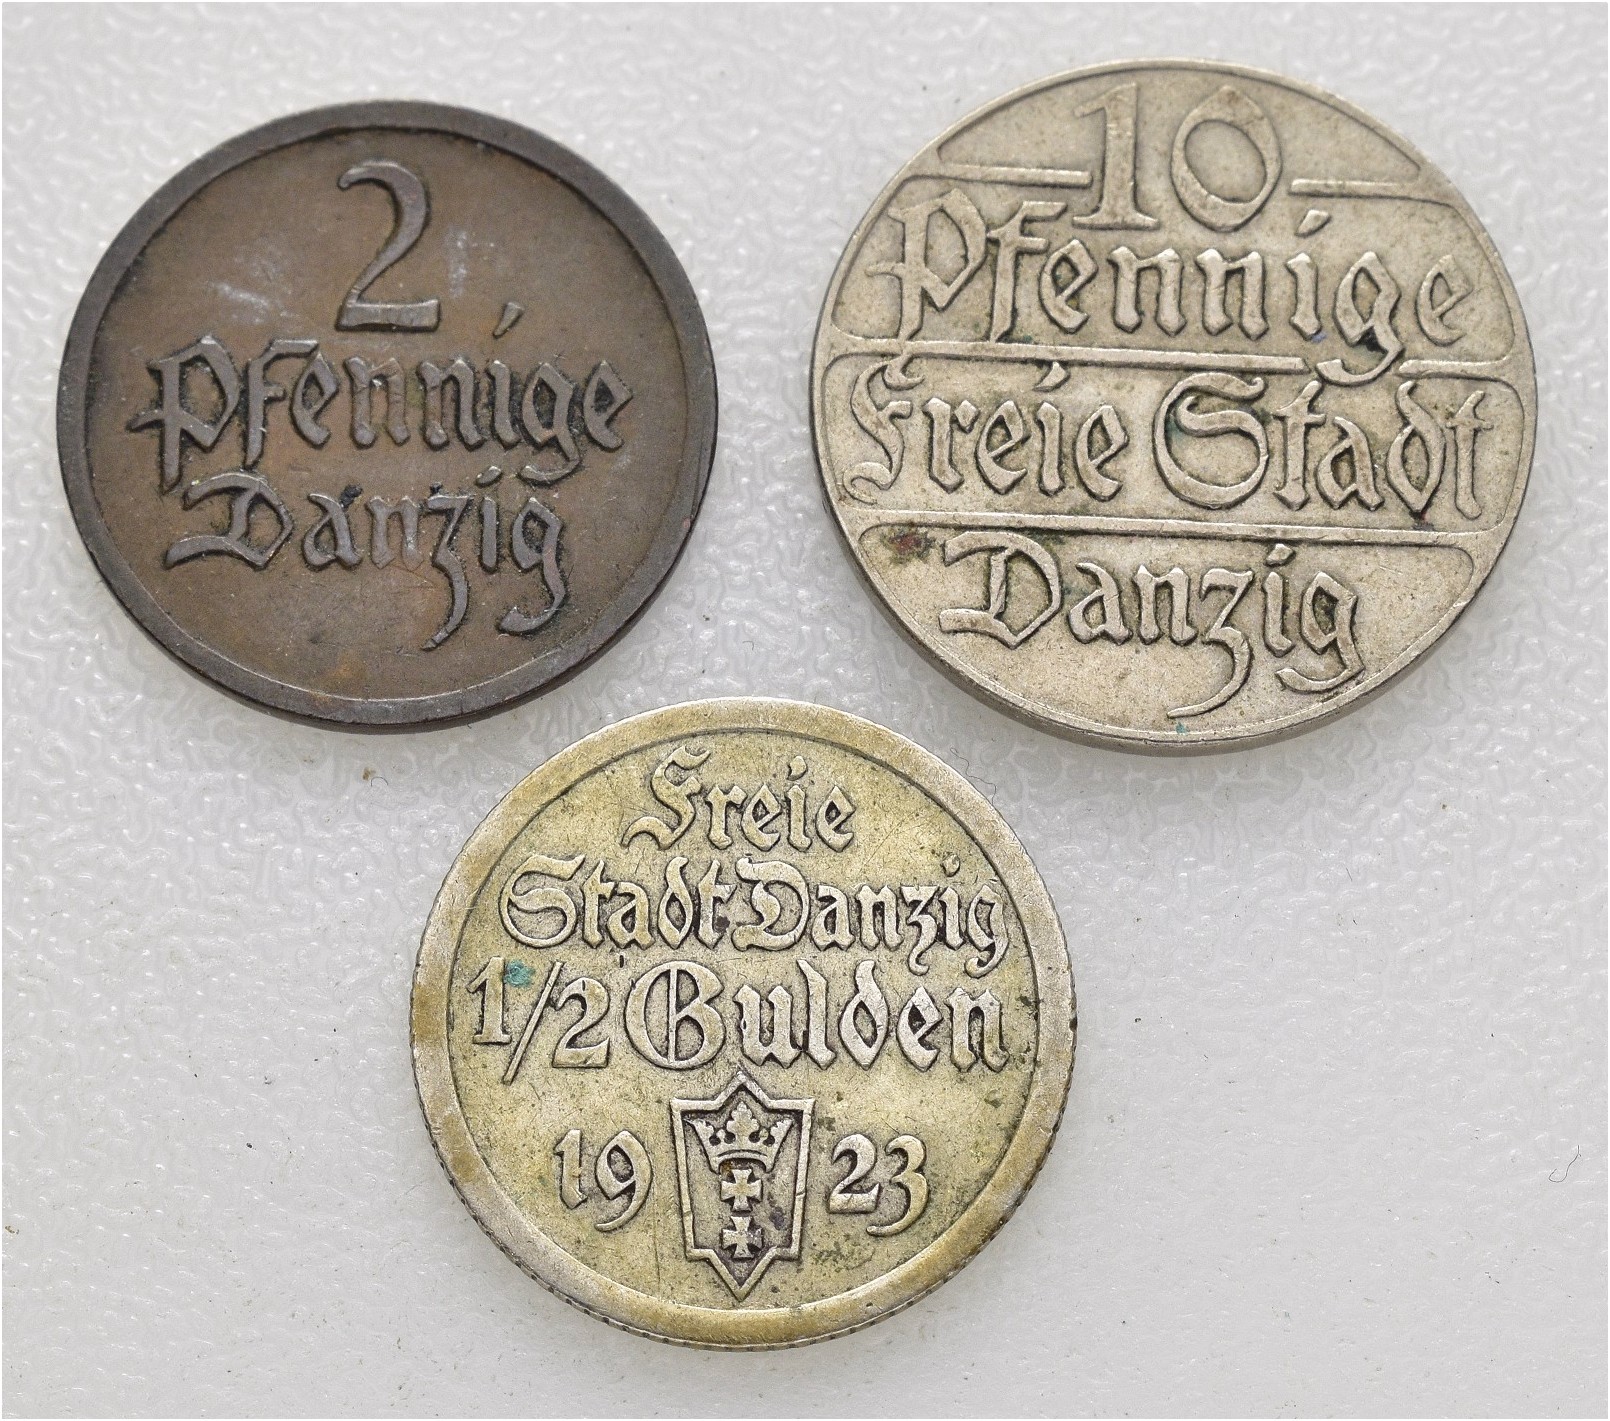 2
Pfennige
Danzig
10
Pfennige
Freie Stadt
Danzig
Freie
Stadt Danzig
1/2 Gulden
19 23